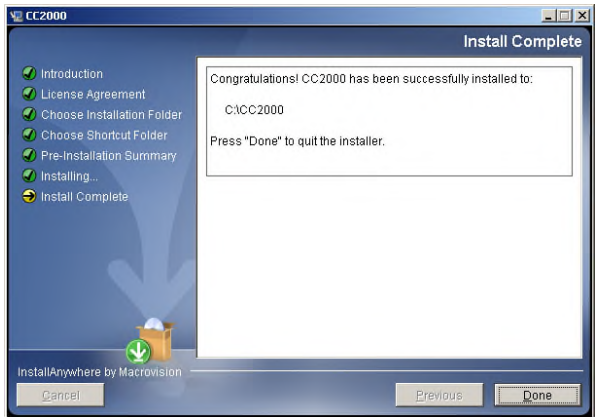 CC2000
Install Complete
Introduction
License Agreement
Choose Installation Folder
Choose Shortcut Folder
Pre-Installation Summary
Installing...
Install Complete
Congratulations! CC2000 has been successfully installed to:
C:\CC2000
Press "Done" to quit the installer.
InstallAnywhere by Macrovision
Cancel
Previous
Done